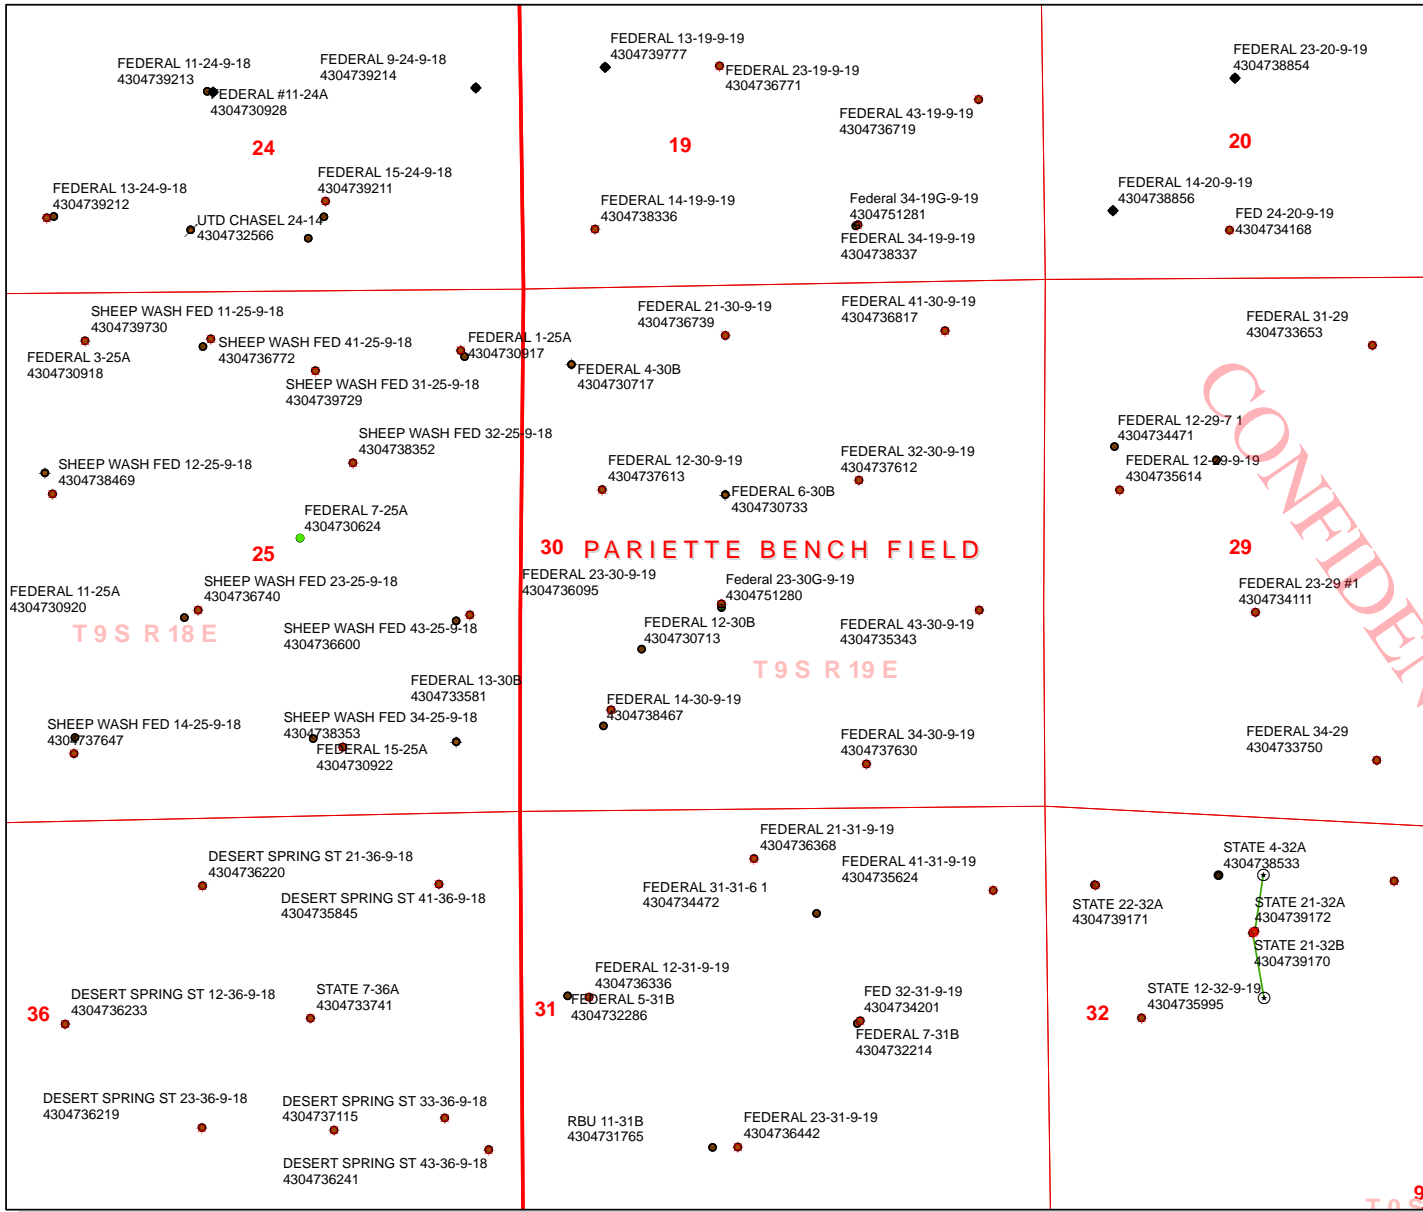 FEDERAL 11-24-9-18
4304739213
FEDERAL 9-24-9-18
4304739214
FEDERAL #11-24A
4304730928
24
FEDERAL 13-24-9-18
4304739212
FEDERAL 15-24-9-18
4304739211
UTD CHASEL 24-14
4304732566
FEDERAL 13-19-9-19
4304739777
FEDERAL 23-19-9-19
4304736771
FEDERAL 43-19-9-19
4304736719
19
FEDERAL 14-19-9-19
4304738336
Federal 34-19G-9-19
4304751281
FEDERAL 34-19-9-19
4304738337
FEDERAL 23-20-9-19
4304738854
20
FEDERAL 14-20-9-19
4304738856
FED 24-20-9-19
4304734168
SHEEP WASH FED 11-25-9-18
4304739730
FEDERAL 3-25A
4304730918
SHEEP WASH FED 41-25-9-18
4304736772
FEDERAL 1-25A
4304730917
SHEEP WASH FED 31-25-9-18
4304739729
SHEEP WASH FED 32-25-9-18
4304738352
SHEEP WASH FED 12-25-9-18
4304738469
FEDERAL 7-25A
4304730624
25
FEDERAL 11-25A
4304730920
SHEEP WASH FED 23-25-9-18
4304736740
T 9 S R 18 E
SHEEP WASH FED 43-25-9-18
4304736600
FEDERAL 13-30B
4304733581
SHEEP WASH FED 14-25-9-18
4304737647
SHEEP WASH FED 34-25-9-18
4304738353
FEDERAL 15-25A
4304730922
FEDERAL 21-30-9-19
4304736739
FEDERAL 41-30-9-19
4304736817
FEDERAL 4-30B
4304730717
FEDERAL 12-30-9-19
4304737613
FEDERAL 32-30-9-19
4304737612
FEDERAL 6-30B
4304730733
30 PARIETTE BENCH FIELD
FEDERAL 23-30-9-19
4304736095
Federal 23-30G-9-19
4304751280
FEDERAL 12-30B
4304730713
FEDERAL 43-30-9-19
4304735343
T 9 S R 19 E
FEDERAL 14-30-9-19
4304738467
FEDERAL 34-30-9-19
4304737630
FEDERAL 31-29
4304733653
FEDERAL 12-29-7 1
4304734471
FEDERAL 12-29-9-19
4304735614
29
FEDERAL 23-29 #1
4304734111
FEDERAL 34-29
4304733750
CONFIDEN
DESERT SPRING ST 21-36-9-18
4304736220
DESERT SPRING ST 41-36-9-18
4304735845
DESERT SPRING ST 12-36-9-18
4304736233
STATE 7-36A
4304733741
36
DESERT SPRING ST 23-36-9-18
4304736219
DESERT SPRING ST 33-36-9-18
4304737115
DESERT SPRING ST 43-36-9-18
4304736241
FEDERAL 21-31-9-19
4304736368
FEDERAL 41-31-9-19
4304735624
FEDERAL 31-31-6 1
4304734472
FEDERAL 12-31-9-19
4304736336
FEDERAL 5-31B
4304732286
31
FED 32-31-9-19
4304734201
FEDERAL 7-31B
4304732214
RBU 11-31B
4304731765
FEDERAL 23-31-9-19
4304736442
STATE 4-32A
4304738533
STATE 22-32A
4304739171
STATE 21-32A
4304739172
STATE 21-32B
4304739170
STATE 12-32-9-19
4304735995
32
9
T 9 S